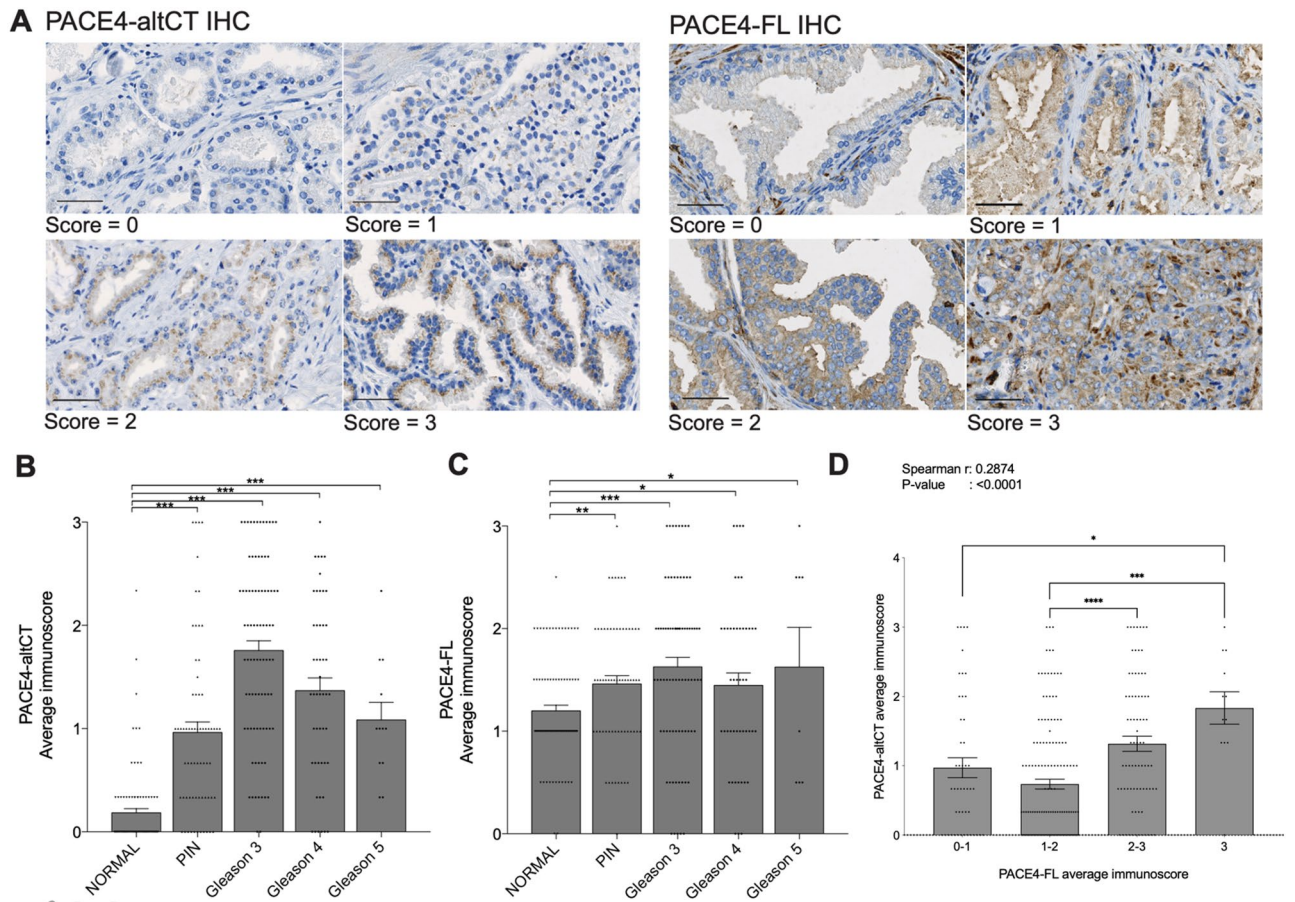 A PACE4-altCT IHC
PACE4-FL IHC
Score = 0
Score = 1
Score = 0
Score = 1
Score = 2
Score = 3
Score = 2
Score = 3
B
***
***
***
***
PACE4-altCT
Average immunoscore
3
2
1
0
NORMAL
PIN
Gleason 3
Gleason 4
Gleason 5
C
*
*
***
**
PACE4-FL
Average immunoscore
3
2
1
0
NORMAL
PIN
Gleason 3
Gleason 4
Gleason 5
D
Spearman r: 0.2874
P-value : <0.0001
*
***
****
PACE4-altCT average immunoscore
4
3
2
1
0
0-1
1-2
2-3
3
PACE4-FL average immunoscore